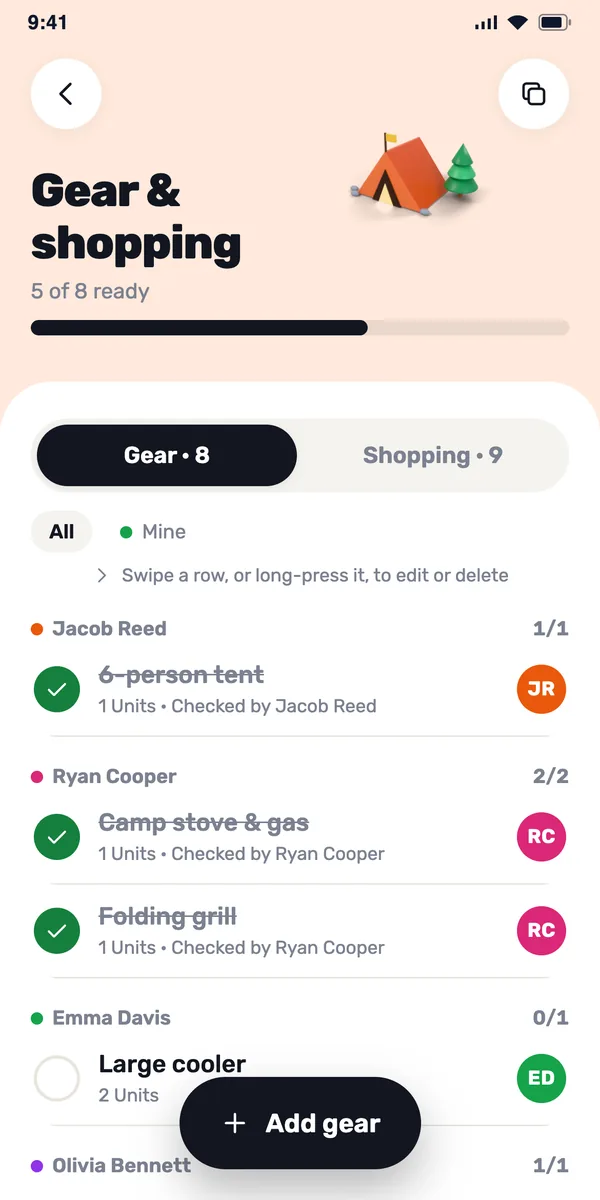 9:41
Gear &
shopping
5 of 8 ready
Gear • 8
Shopping • 9
All
Mine
Swipe a row, or long-press it, to edit or delete
Jacob Reed
1/1
6-person tent
1 Units • Checked by Jacob Reed
JR
Ryan Cooper
2/2
Camp stove & gas
1 Units • Checked by Ryan Cooper
RC
Folding grill
1 Units • Checked by Ryan Cooper
RC
Emma Davis
0/1
Large cooler
2 Units
ED
+ Add gear
Olivia Bennett
1/1